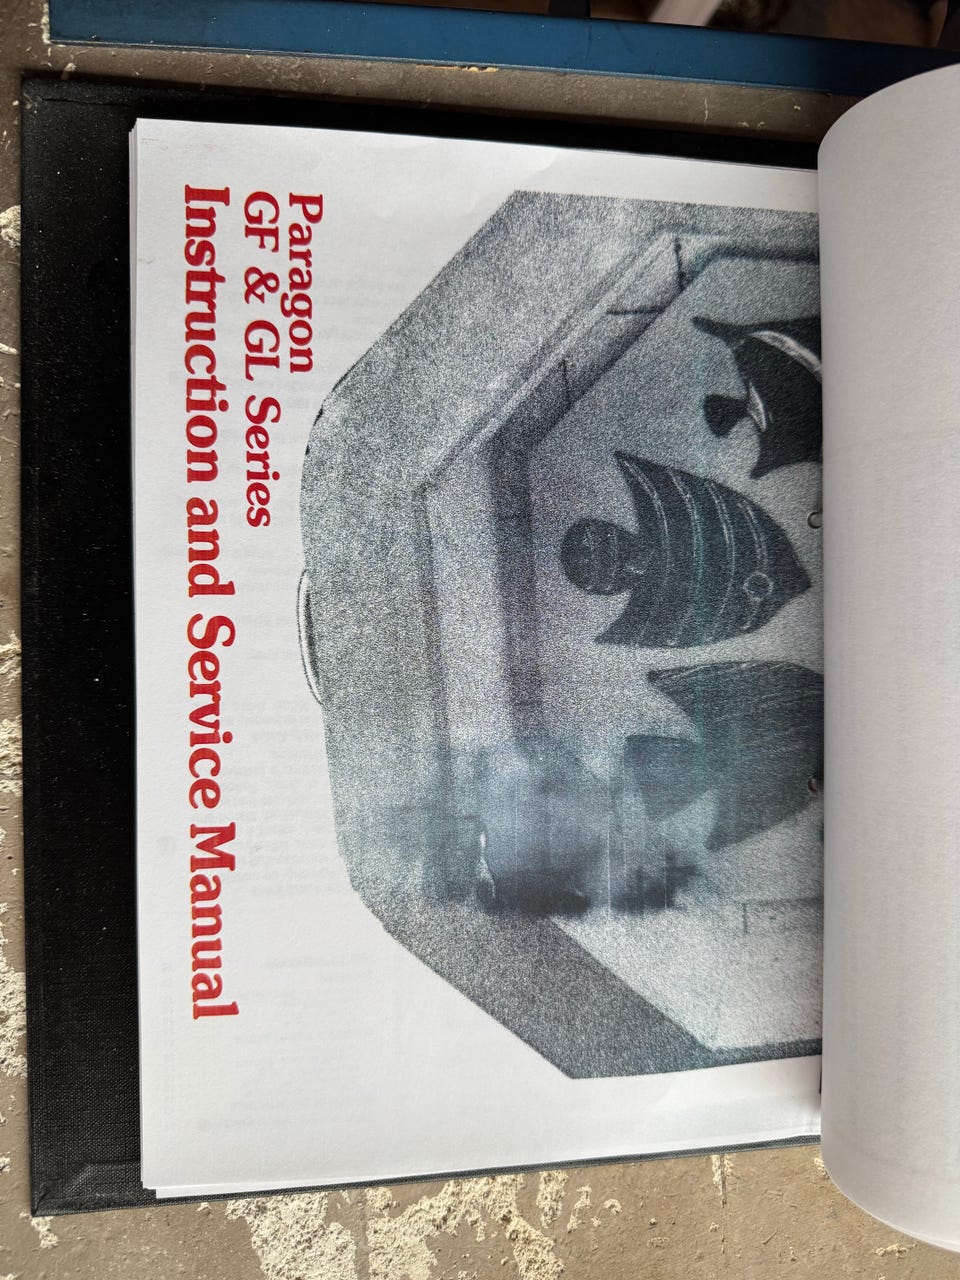 Paragon
GF & GL Series
Instruction and Service Manual